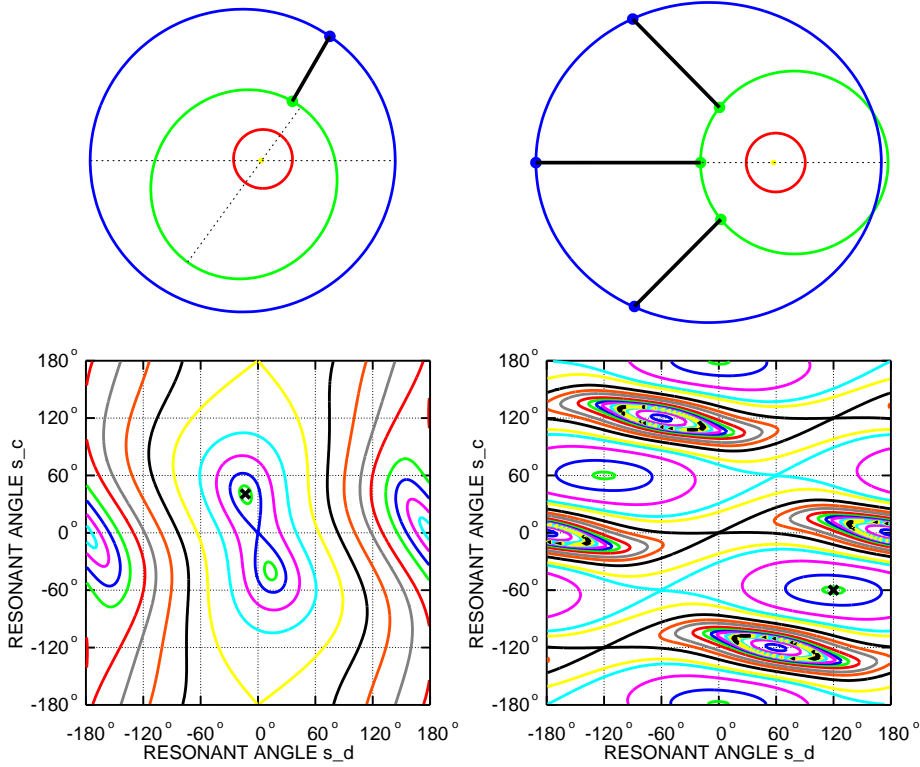 180 o 180 o
120 o 120 o
60 o 60 o
0 o 0 o
-60 o -60 o
-120 o -120 o
-180 o -180 o
RESONANT ANGLE s_c RESONANT ANGLE s_c
-180 o -120 o -60 o 0 o 60 o 120 o 180 o -180 o -120 o -60 o 0 o 60 o 120 o 180 o
RESONANT ANGLE s_d RESONANT ANGLE s_d